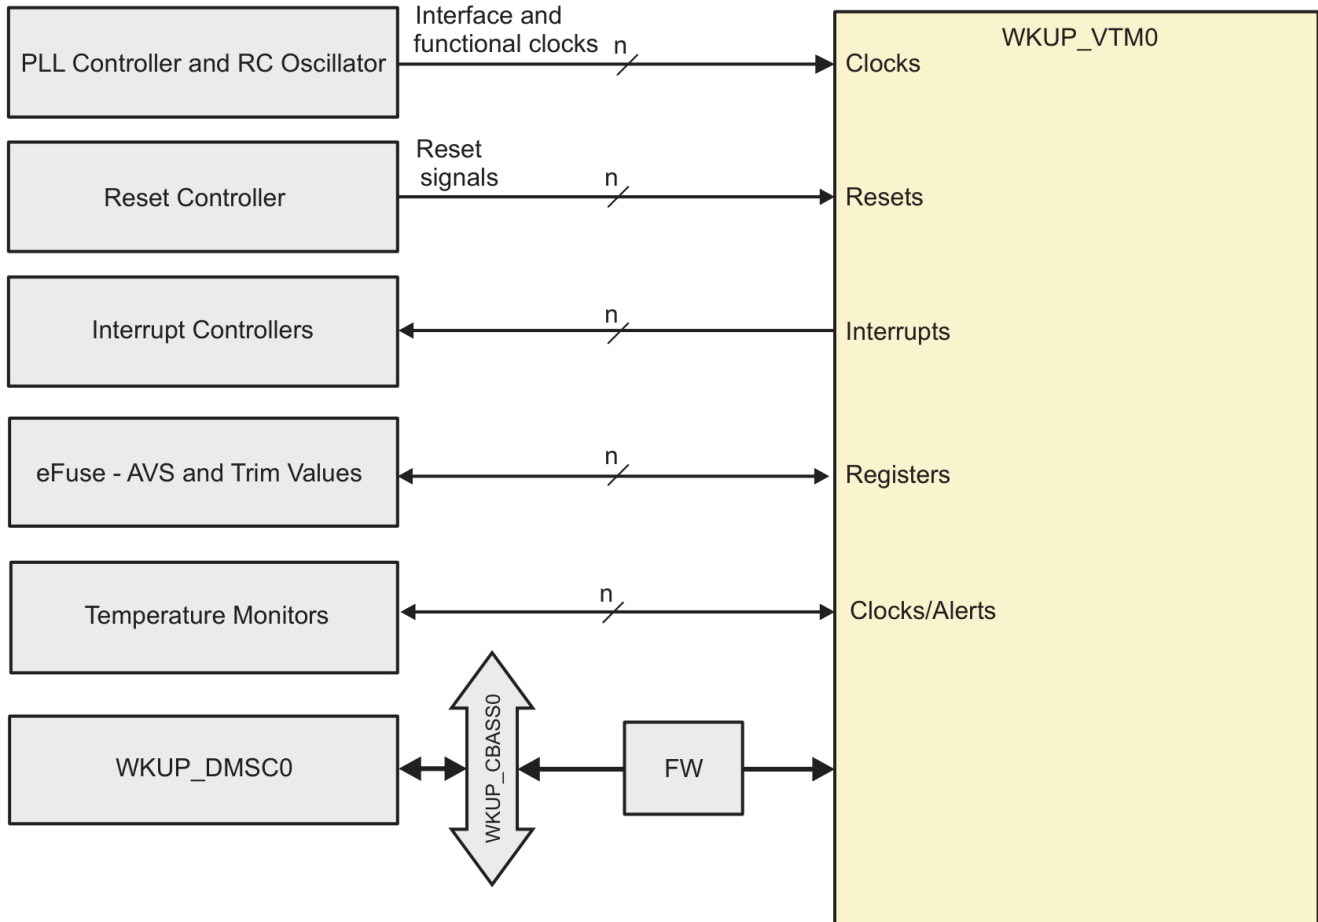 Interface and
functional clocks
n
WKUP_VTM0
PLL Controller and RC Oscillator
Clocks
Reset
signals
n
Reset Controller
Resets
n
Interrupt Controllers
Interrupts
n
eFuse - AVS and Trim Values
Registers
n
Temperature Monitors
Clocks/Alerts
WKUP_DMSC0
WKUP_CBASS0
FW